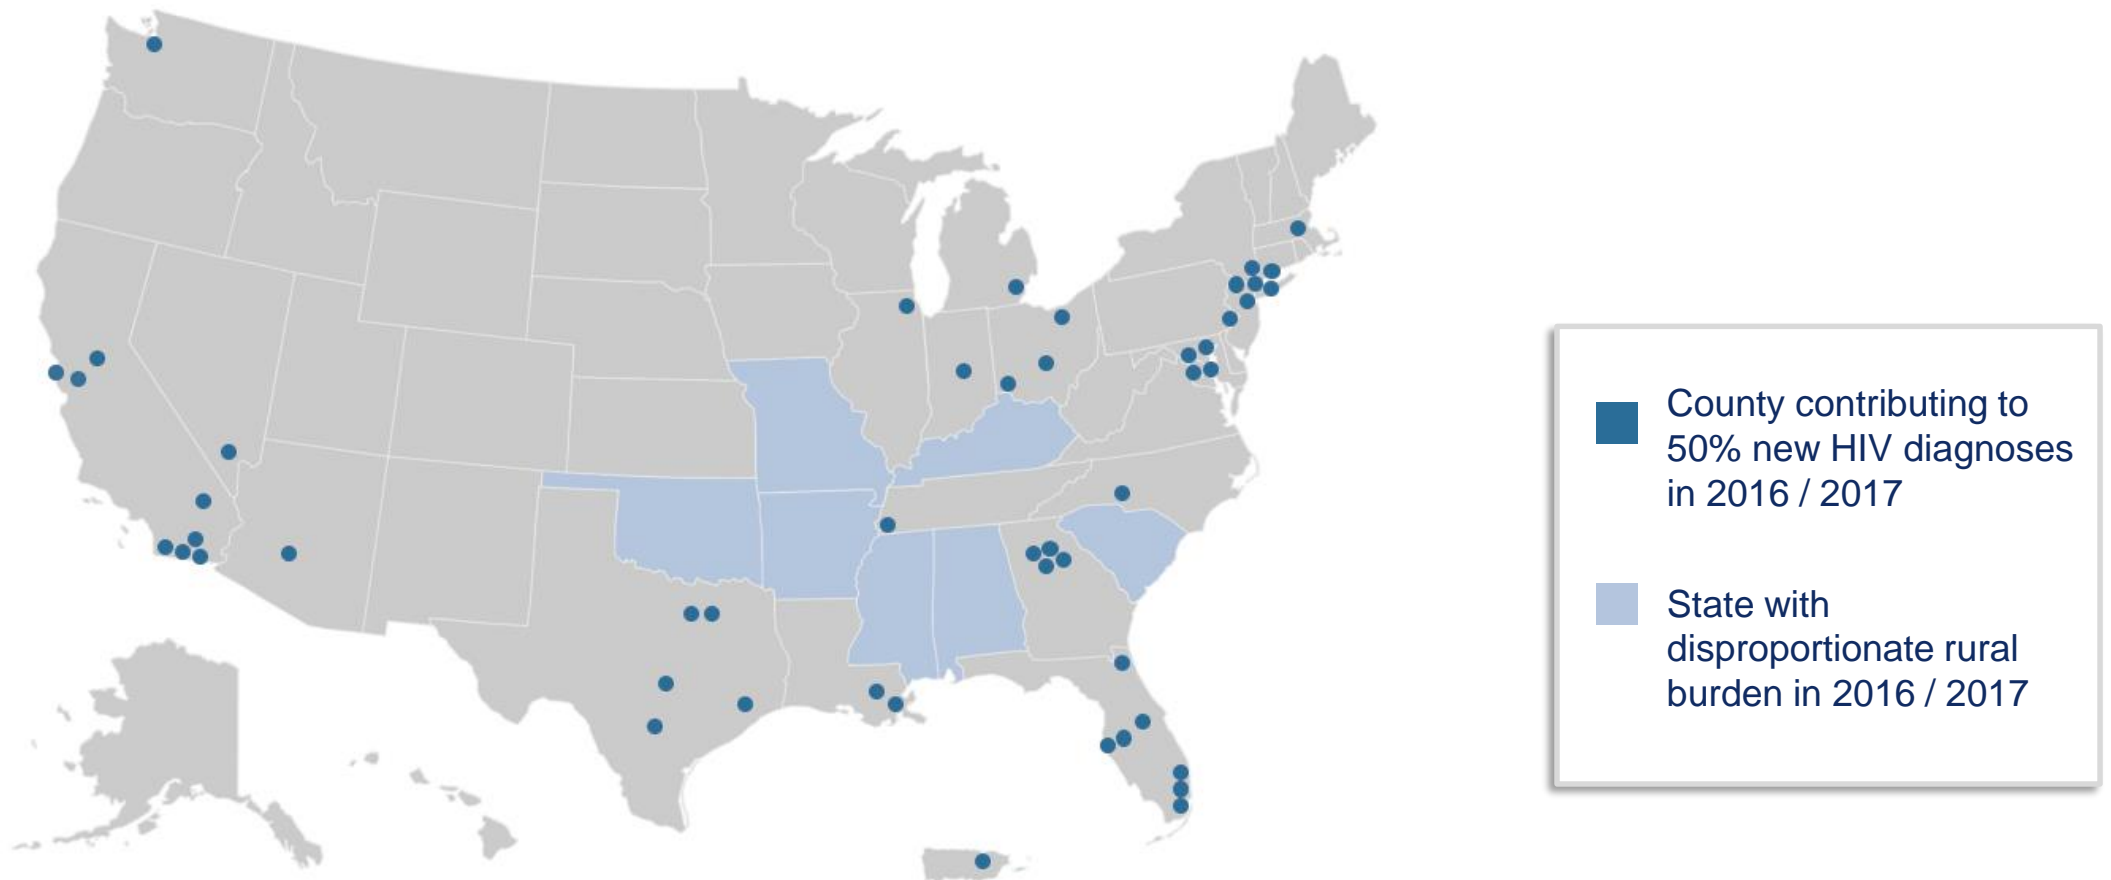 County contributing to
50% new HIV diagnoses
in 2016 / 2017
State with
disproportionate rural
burden in 2016 / 2017